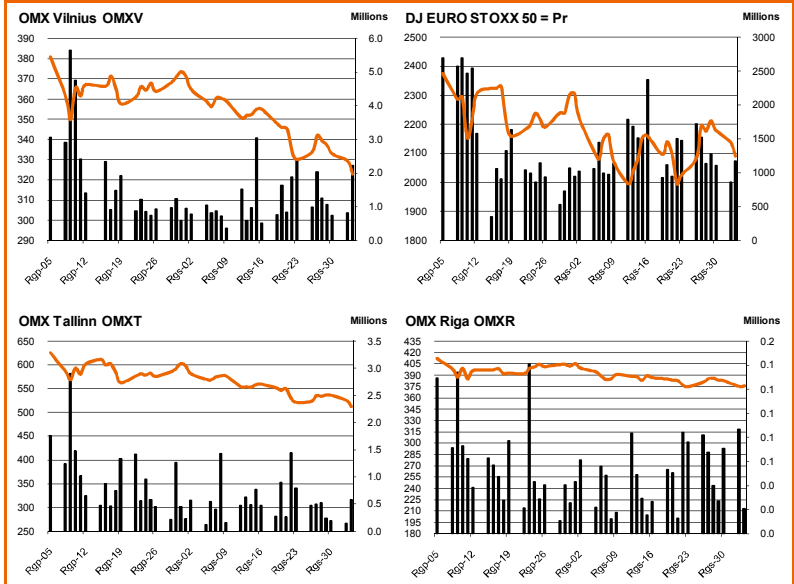 OMX Vilnius OMXV
Millions
390
380
370
360
350
340
330
320
310
300
290
6.0
5.0
4.0
3.0
2.0
1.0
0.0
Rgp-05
Rgp-12
Rgp-19
Rgp-26
Rgs-02
Rgs-09
Rgs-16
Rgs-23
Rgs-30
DJ EURO STOXX 50 = Pr
Millions
2500
2400
2300
2200
2100
2000
1900
1800
3000
2500
2000
1500
1000
500
0
Rgp-05
Rgp-12
Rgp-19
Rgp-26
Rgs-02
Rgs-09
Rgs-16
Rgs-23
Rgs-30
OMX Tallinn OMXT
Millions
650
600
550
500
450
400
350
300
250
3.5
3.0
2.5
2.0
1.5
1.0
0.5
0.0
Rgp-05
Rgp-12
Rgp-19
Rgp-26
Rgs-02
Rgs-09
Rgs-16
Rgs-23
Rgs-30
OMX Riga OMXR
Millions
435
420
405
390
375
360
345
330
315
300
285
270
255
240
225
210
195
180
0.2
0.1
0.1
0.1
0.1
0.1
0.0
0.0
0.0
Rgp-05
Rgp-12
Rgp-19
Rgp-26
Rgs-02
Rgs-09
Rgs-16
Rgs-23
Rgs-30